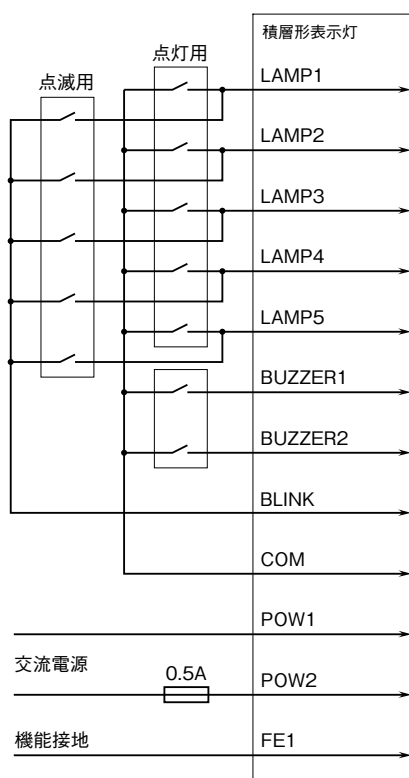 積層形表示灯
点灯用
点滅用
LAMP1
LAMP2
LAMP3
LAMP4
LAMP5
BUZZER1
BUZZER2
BLINK
COM
POW1
交流電源
0.5A
POW2
機能接地
FE1